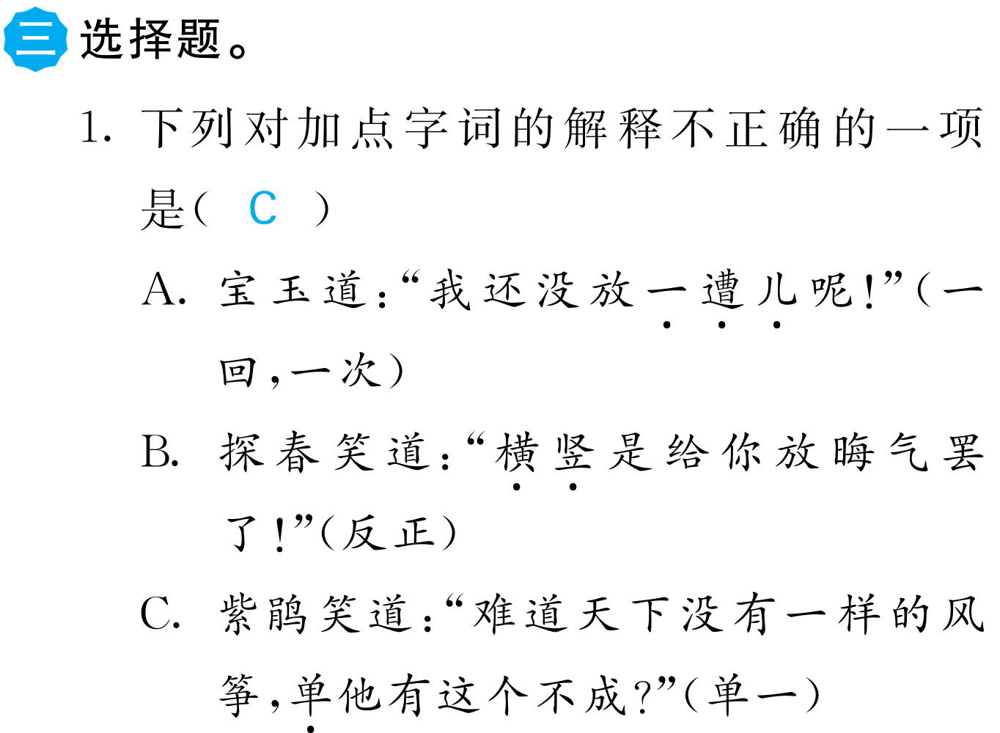 三 选择题。
1. 下列对加点字词的解释不正确的一项
是( C )
A. 宝玉道:“我还没放一遭儿呢!”(一
回,一次)
B. 探春笑道:“横竖是给你放晦气罢
了!”(反正)
C. 紫鹃笑道:“难道天下没有一样的风
筝,单他有这个不成?”(单一)